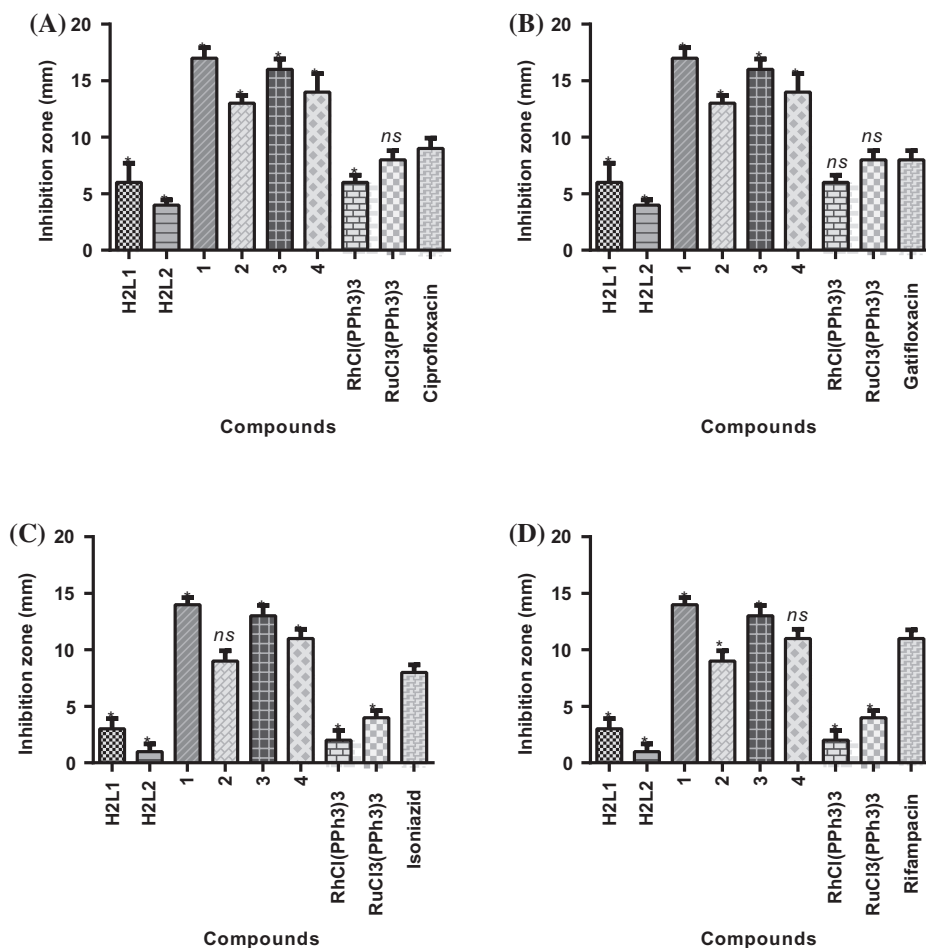 (A)
20
15
10
5
0
Inhibition zone (mm)
*
*
*
*
*
*
*
ns
H2L1
H2L2
1
2
3
4
RhCl(PPh3)3
RuCl3(PPh3)3
Ciprofloxacin
Compounds
(B)
20
15
10
5
0
Inhibition zone (mm)
*
*
*
*
*
*
ns
ns
H2L1
H2L2
1
2
3
4
RhCl(PPh3)3
RuCl3(PPh3)3
Gatifloxacin
Compounds
(C)
20
15
10
5
0
Inhibition zone (mm)
*
*
*
ns
*
*
*
*
H2L1
H2L2
1
2
3
4
RhCl(PPh3)3
RuCl3(PPh3)3
Isoniazid
Compounds
(D)
20
15
10
5
0
Inhibition zone (mm)
*
*
*
*
*
ns
*
*
H2L1
H2L2
1
2
3
4
RhCl(PPh3)3
RuCl3(PPh3)3
Rifampacin
Compounds